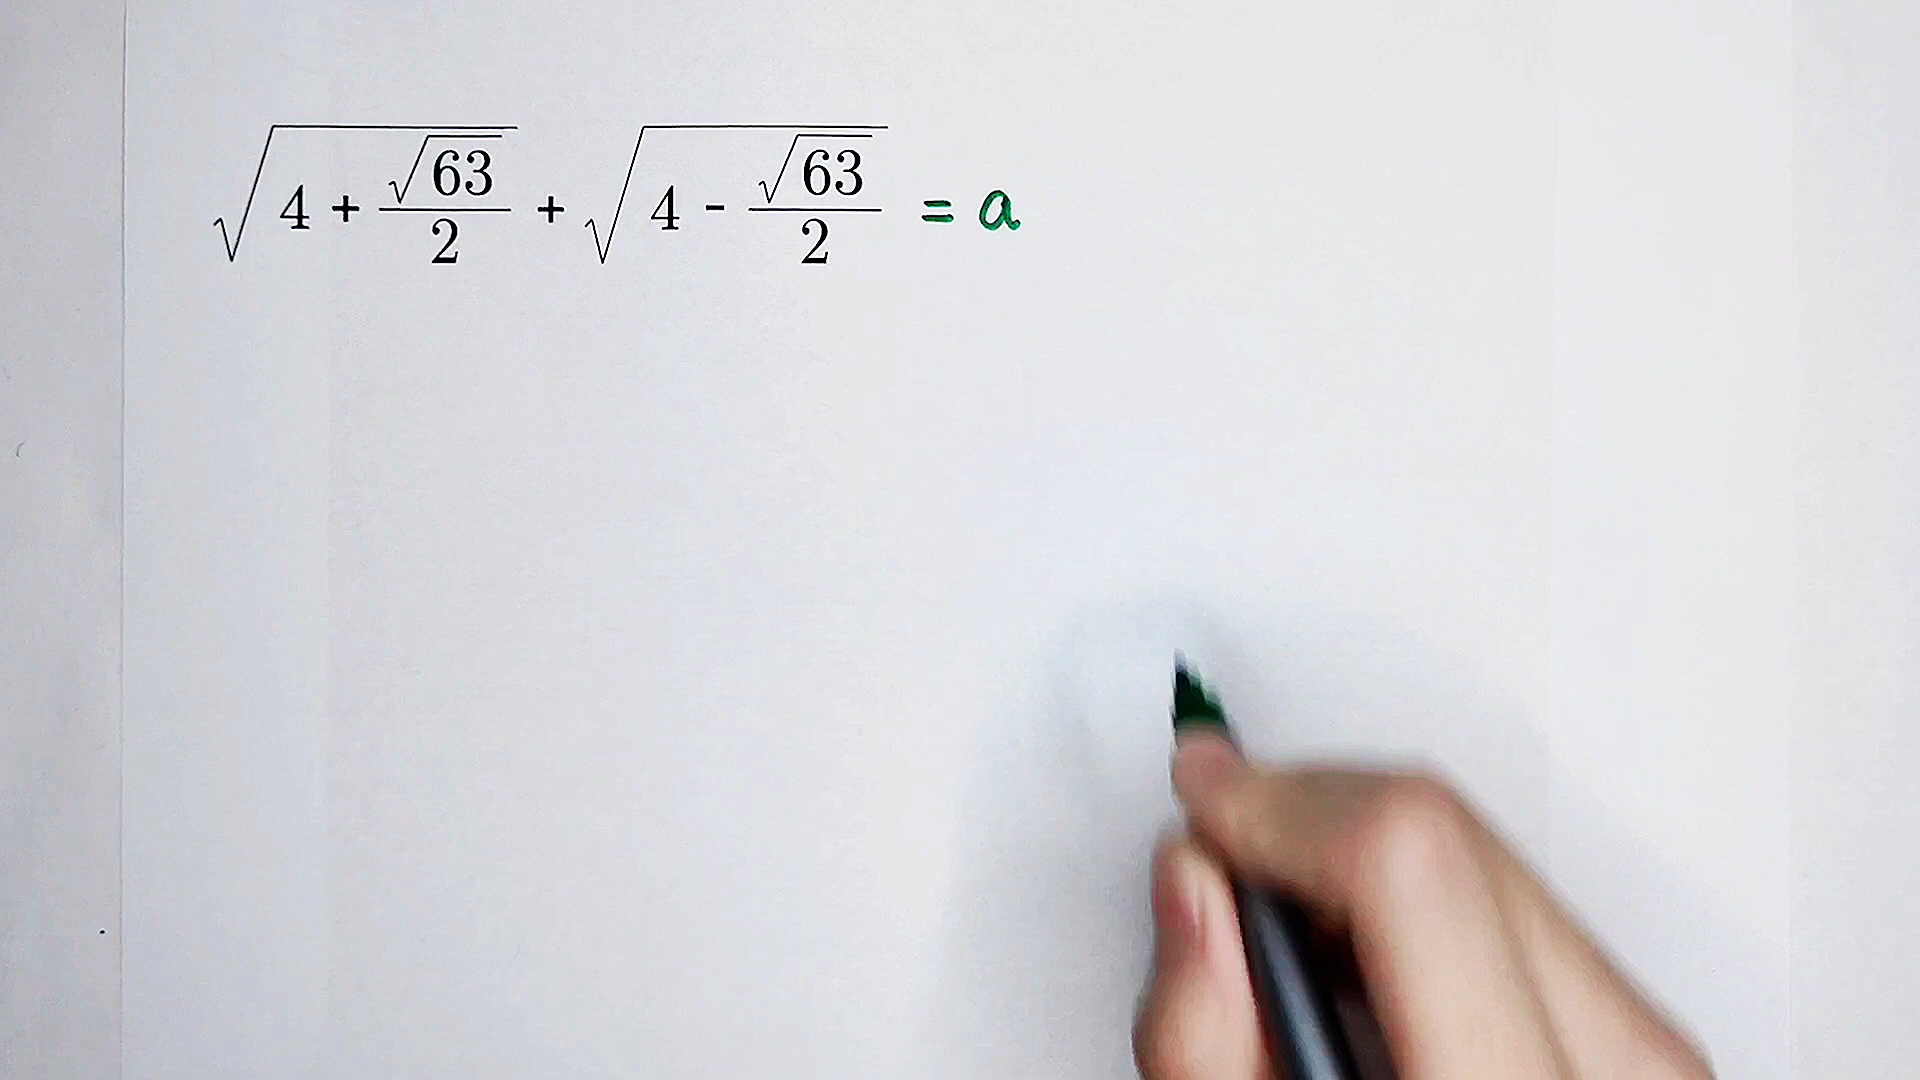 √(4 + √63/2) + √(4 - √63/2) = a